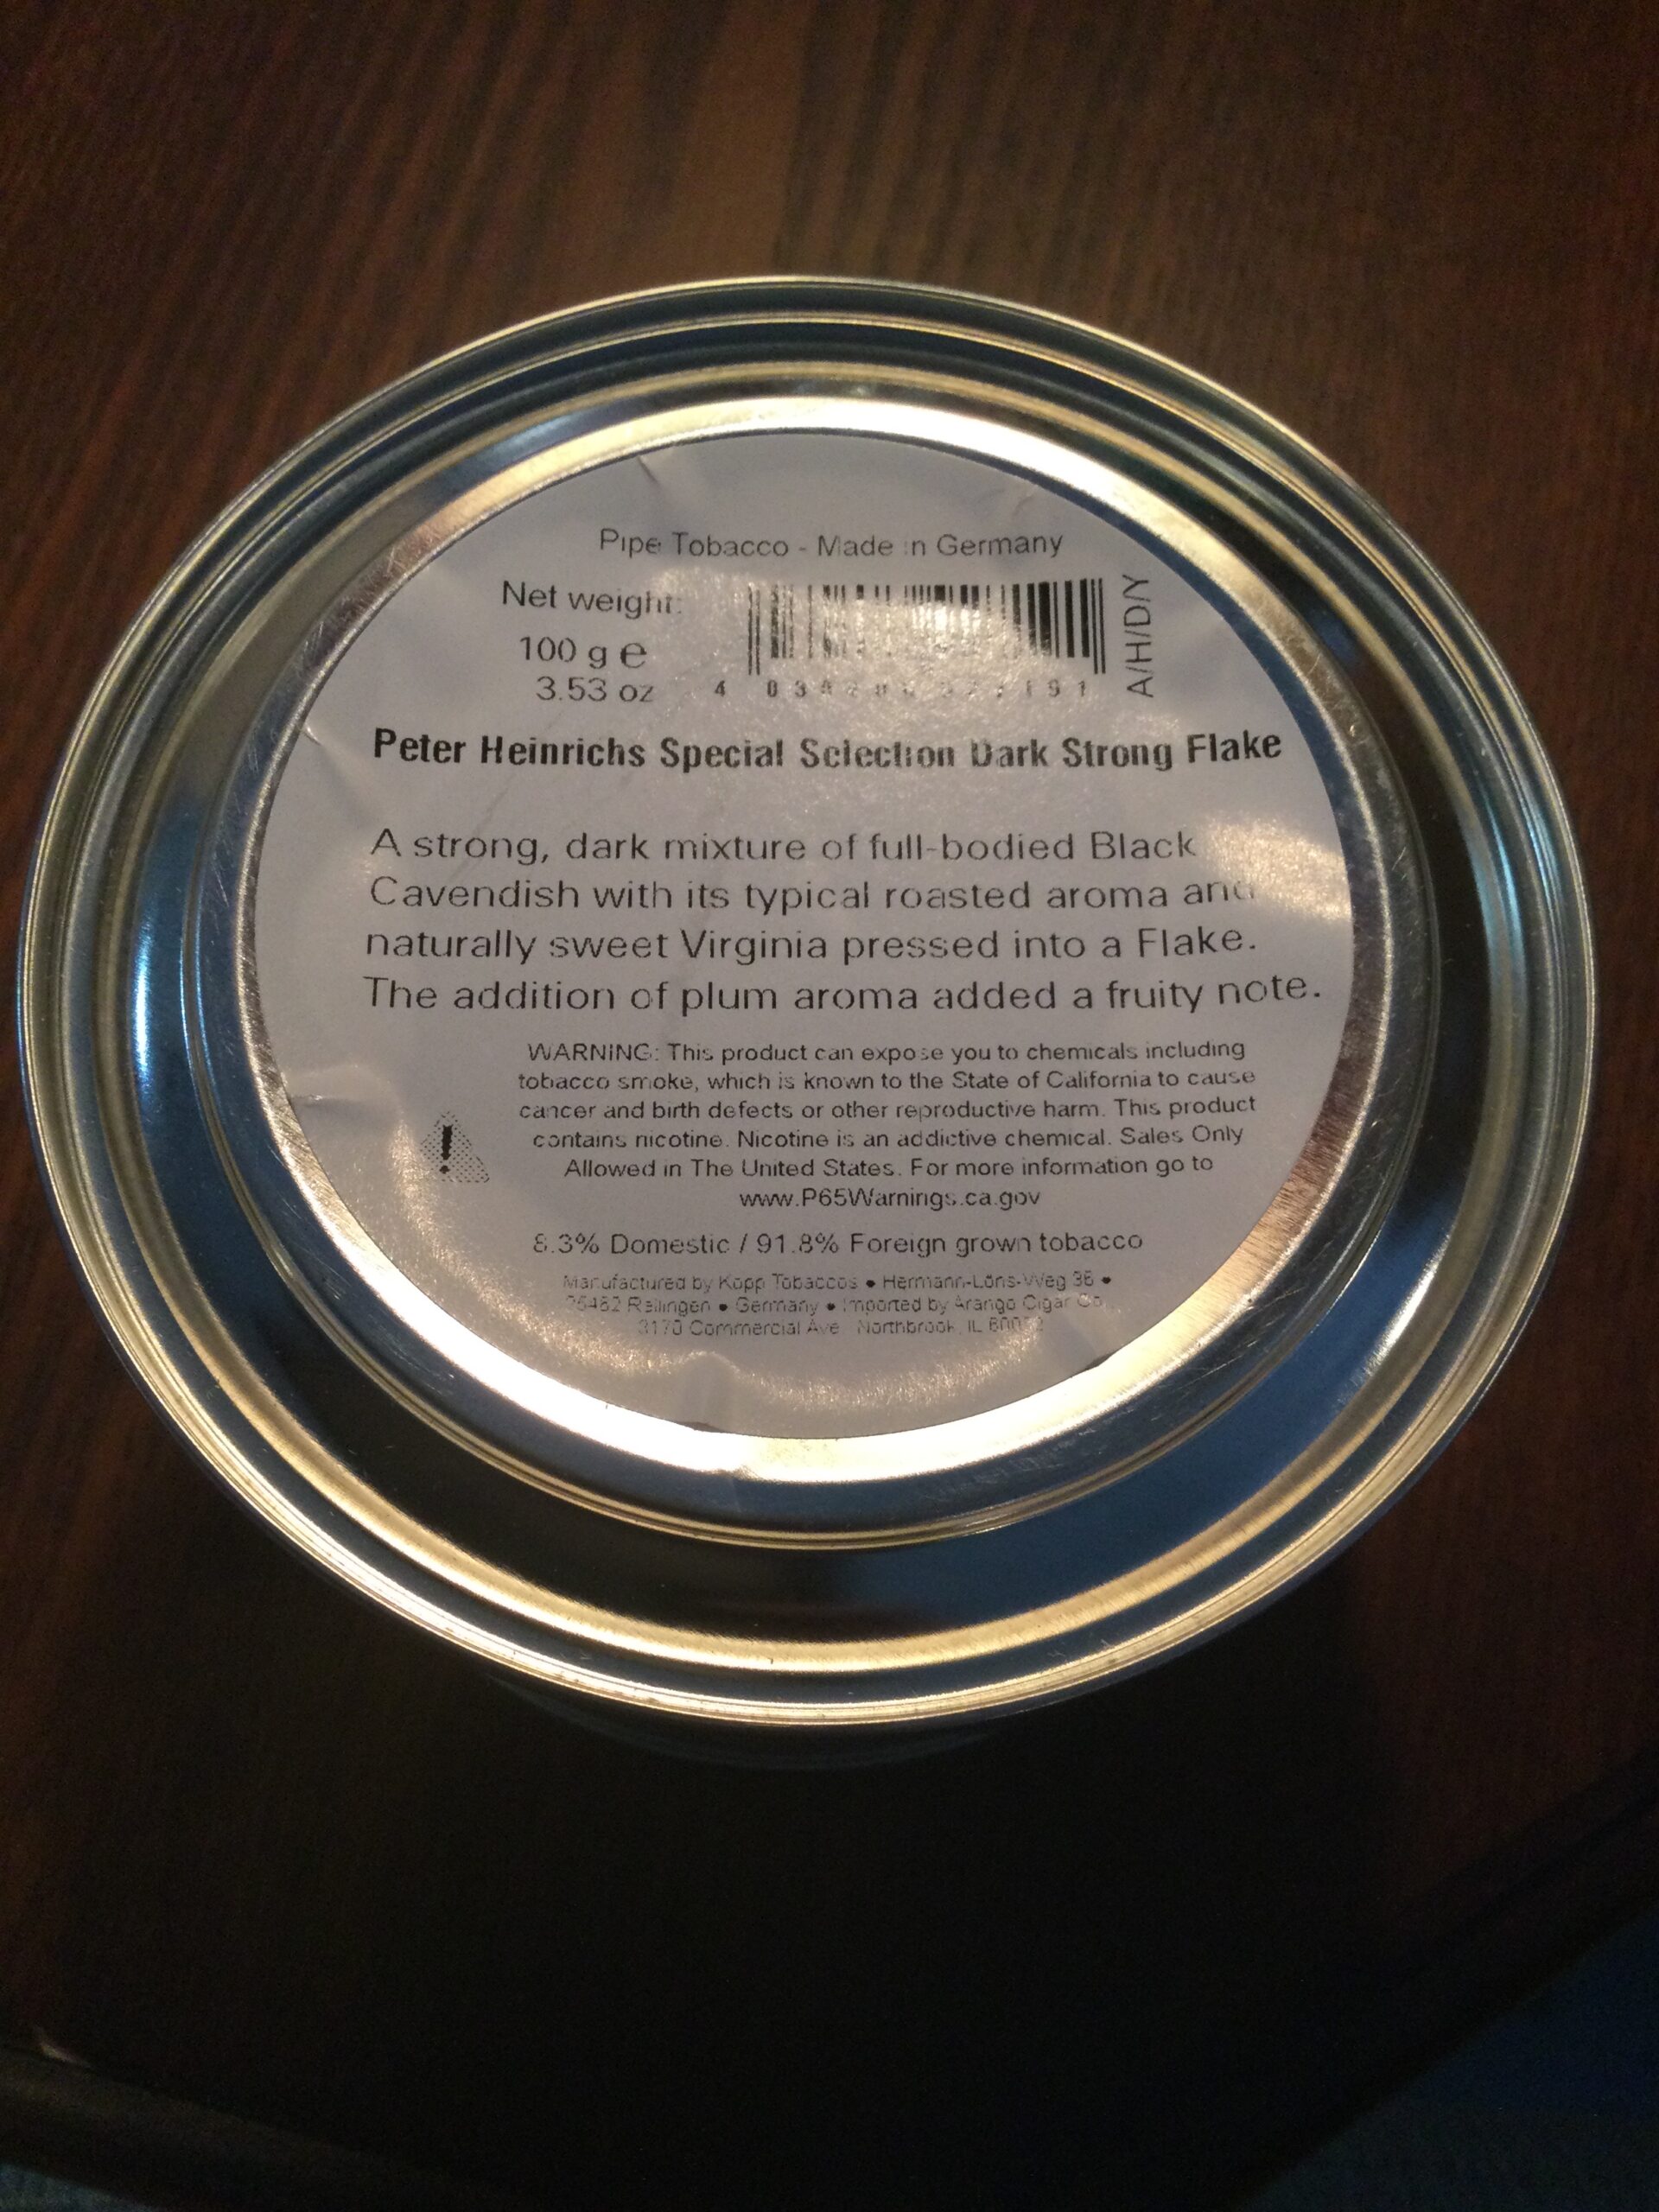 Pipe Tobacco - Made in Germany
Net weight:
100 g e
3.53 oz
A/H/D/Y
Peter Heinrichs Special Selection Dark Strong Flake
A strong, dark mixture of full-bodied Black
Cavendish with its typical roasted aroma and
naturally sweet Virginia pressed into a Flake.
The addition of plum aroma added a fruity note.
WARNING: This product can expose you to chemicals including
tobacco smoke, which is known to the State of California to cause
cancer and birth defects or other reproductive harm. This product
contains nicotine. Nicotine is an addictive chemical. Sales Only
Allowed in The United States. For more information go to
www.P65Warnings.ca.gov
8.3% Domestic / 91.8% Foreign grown tobacco
Manufactured by Kopp Tobaccos • Hermann-Löns-Weg 36 •
25462 Rellingen • Germany • Imported by Arango Cigar Co.
3170 Commercial Ave Northbrook, IL